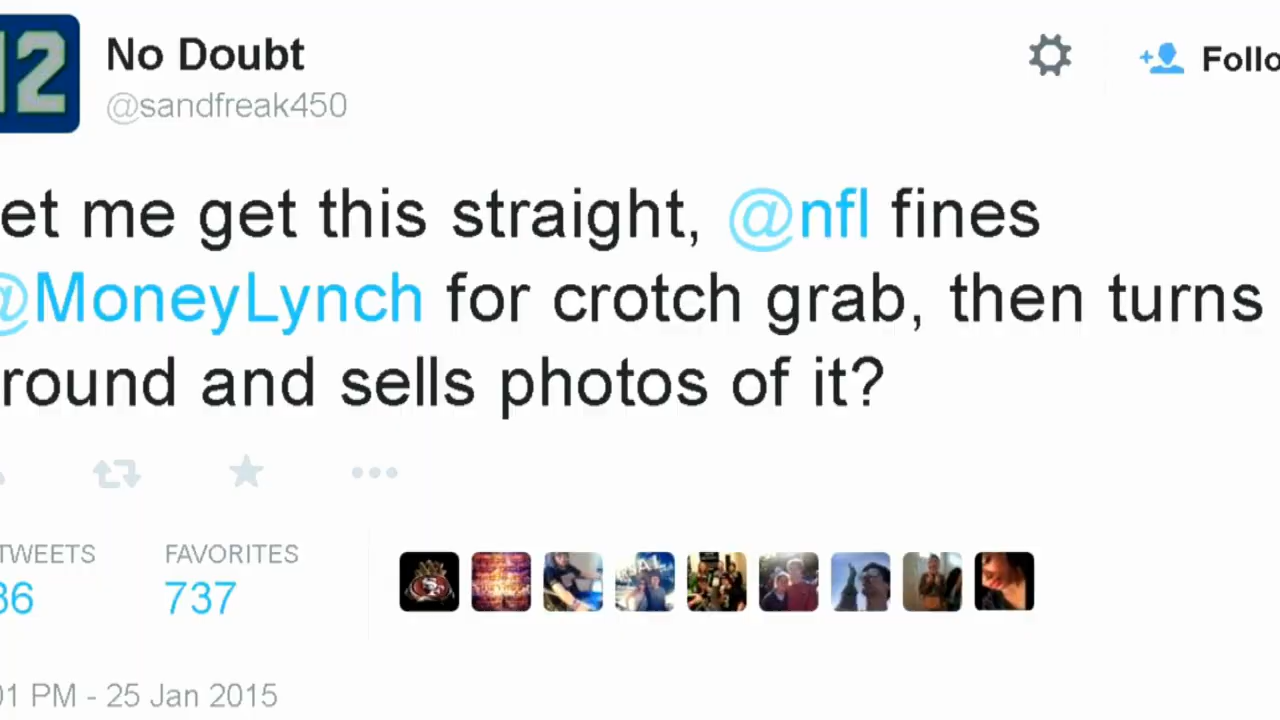 12
No Doubt
Follo
@sandfreak450
et me get this straight, @nfl fines
@MoneyLynch for crotch grab, then turns
round and sells photos of it?
TWEETS
FAVORITES
36
737
01 PM - 25 Jan 2015